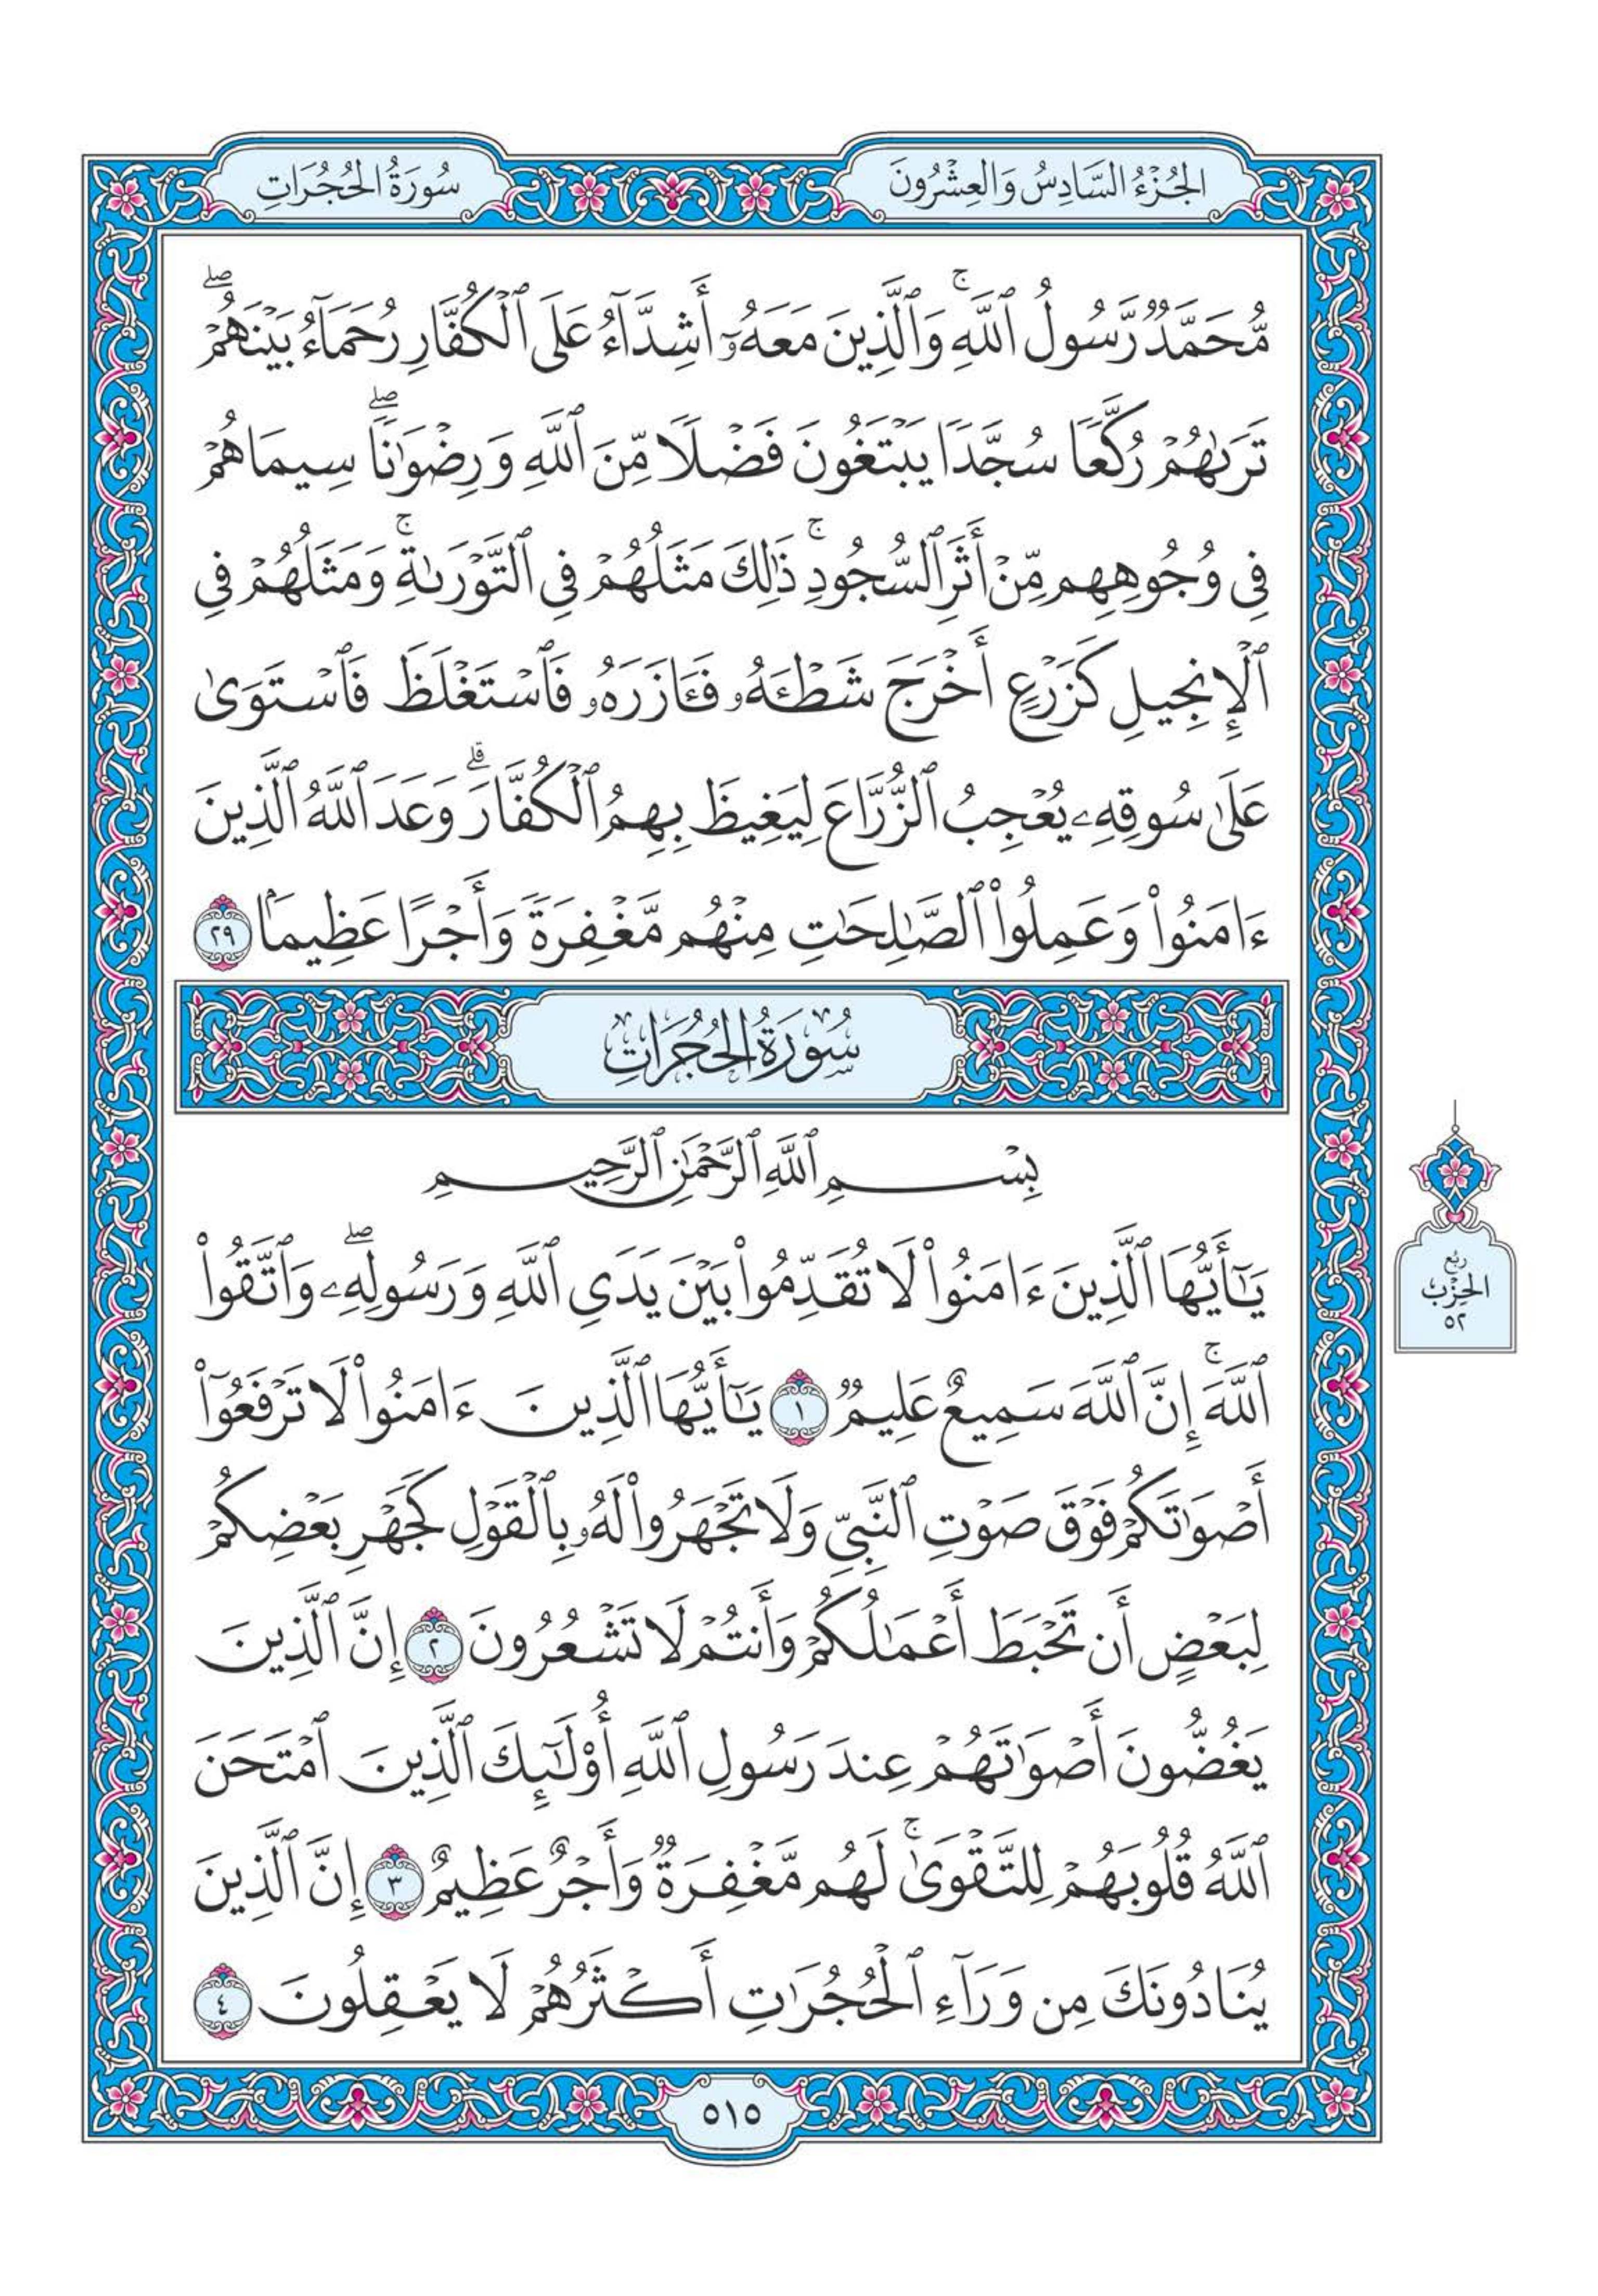 الجُزْءُ السَّادِسُ وَالعِشْرُونَ
سُورَةُ الحُجُرَاتِ
مُّحَمَّدٌ رَّسُولُ ٱللَّهِۚ وَٱلَّذِينَ مَعَهُۥٓ أَشِدَّآءُ عَلَى ٱلْكُفَّارِ رُحَمَآءُ بَيْنَهُمْۖ
تَرَىٰهُمْ رُكَّعًا سُجَّدًا يَبْتَغُونَ فَضْلًا مِّنَ ٱللَّهِ وَرِضْوَٰنًاۖ سِيمَاهُمْ
فِي وُجُوهِهِم مِّنْ أَثَرِ ٱلسُّجُودِۚ ذَٰلِكَ مَثَلُهُمْ فِي ٱلتَّوْرَىٰةِۚ وَمَثَلُهُمْ فِي
ٱلْإِنجِيلِ كَزَرْعٍ أَخْرَجَ شَطْـَٔهُۥ فَـَٔازَرَهُۥ فَٱسْتَغْلَظَ فَٱسْتَوَىٰ
عَلَىٰ سُوقِهِۦ يُعْجِبُ ٱلزُّرَّاعَ لِيَغِيظَ بِهِمُ ٱلْكُفَّارَۗ وَعَدَ ٱللَّهُ ٱلَّذِينَ
ءَامَنُوا۟ وَعَمِلُوا۟ ٱلصَّٰلِحَٰتِ مِنْهُم مَّغْفِرَةً وَأَجْرًا عَظِيمًۢا ٢٩
سُورَةُ الحُجُرَاتِ
بِسْمِ ٱللَّهِ ٱلرَّحْمَٰنِ ٱلرَّحِيمِ
يَٰٓأَيُّهَا ٱلَّذِينَ ءَامَنُوا۟ لَا تُقَدِّمُوا۟ بَيْنَ يَدَيِ ٱللَّهِ وَرَسُولِهِۦۖ وَٱتَّقُوا۟
ٱللَّهَۚ إِنَّ ٱللَّهَ سَمِيعٌ عَلِيمٌ ١ يَٰٓأَيُّهَا ٱلَّذِينَ ءَامَنُوا۟ لَا تَرْفَعُوٓا۟
أَصْوَٰتَكُمْ فَوْقَ صَوْتِ ٱلنَّبِيِّ وَلَا تَجْهَرُوا۟ لَهُۥ بِٱلْقَوْلِ كَجَهْرِ بَعْضِكُمْ
لِبَعْضٍ أَن تَحْبَطَ أَعْمَٰلُكُمْ وَأَنتُمْ لَا تَشْعُرُونَ ٢ إِنَّ ٱلَّذِينَ
يَغُضُّونَ أَصْوَٰتَهُمْ عِندَ رَسُولِ ٱللَّهِ أُو۟لَٰٓئِكَ ٱلَّذِينَ ٱمْتَحَنَ
ٱللَّهُ قُلُوبَهُمْ لِلتَّقْوَىٰۚ لَهُم مَّغْفِرَةٌ وَأَجْرٌ عَظِيمٌ ٣ إِنَّ ٱلَّذِينَ
يُنَادُونَكَ مِن وَرَآءِ ٱلْحُجُرَٰتِ أَكْثَرُهُمْ لَا يَعْقِلُونَ ٤
رُبع
الحِزْب
٥٢
٥١٥